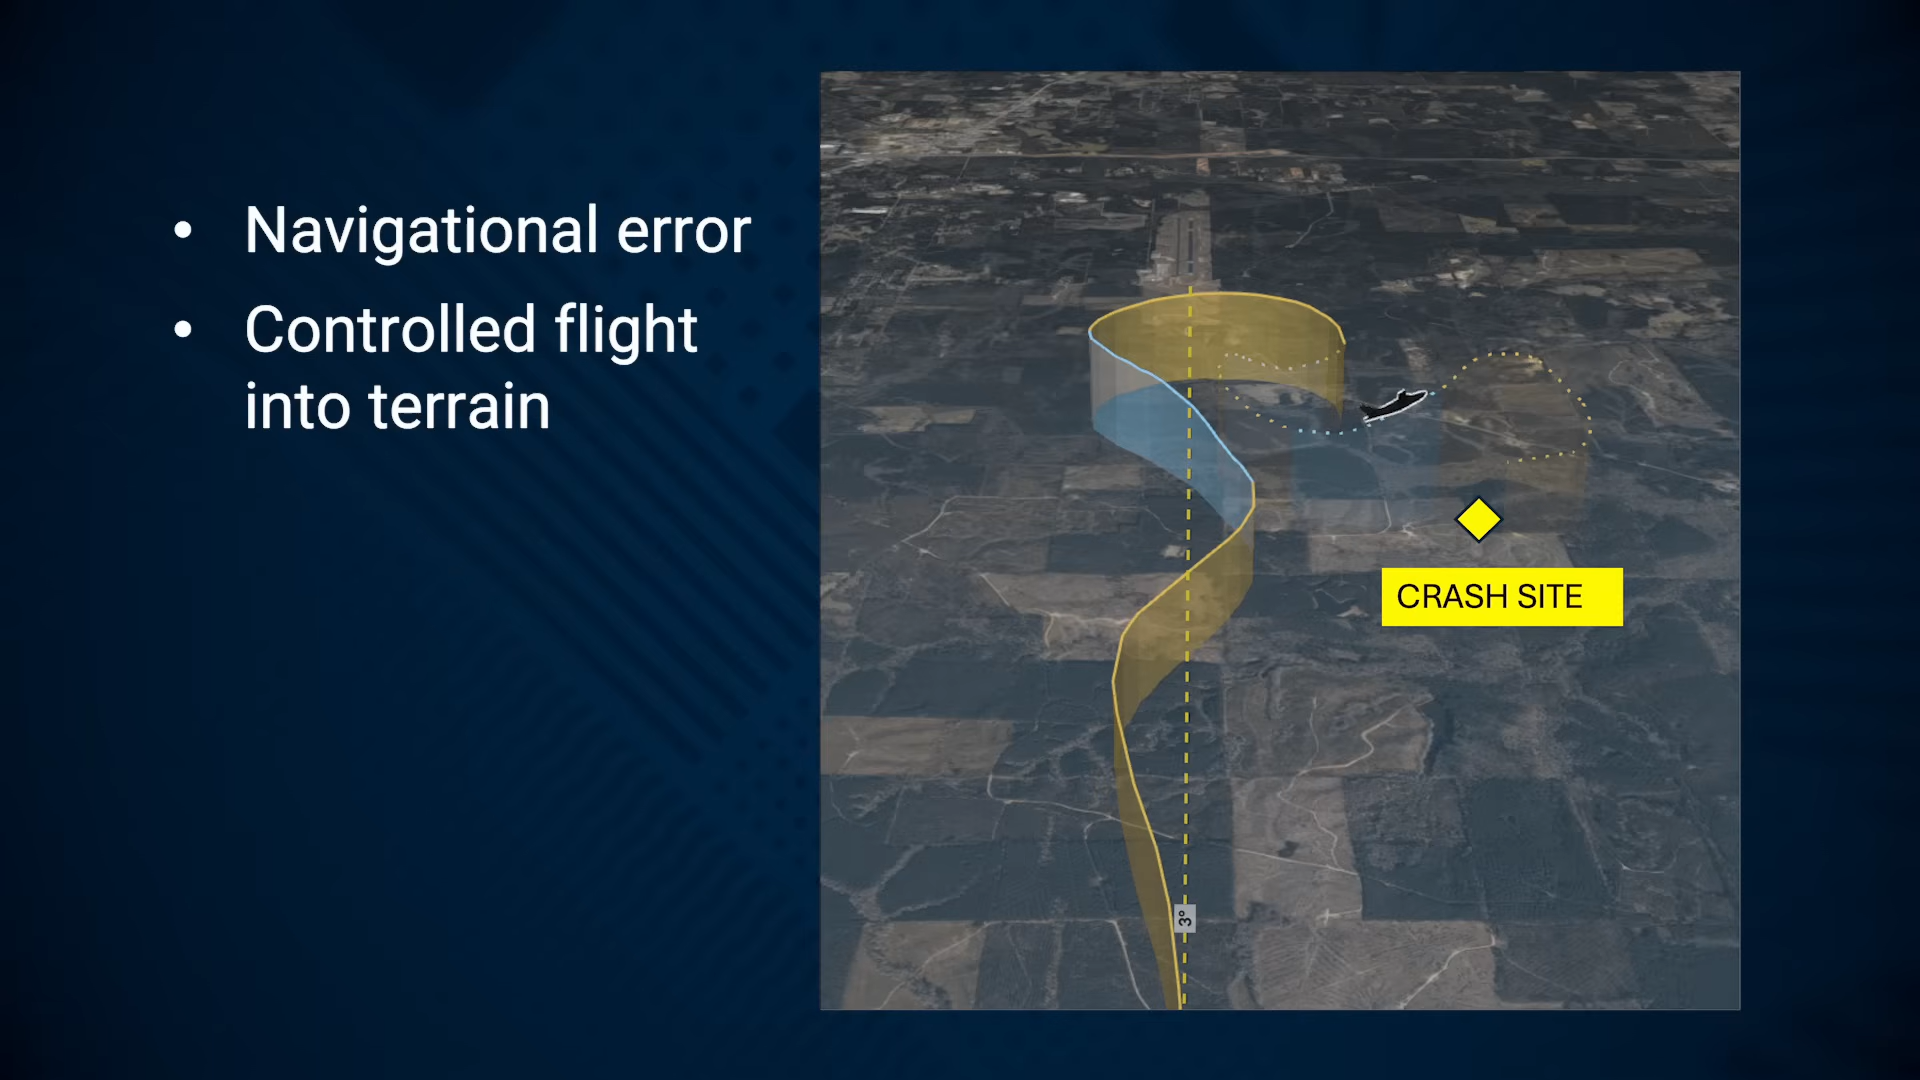 • Navigational error
• Controlled flight
into terrain
CRASH SITE
3°